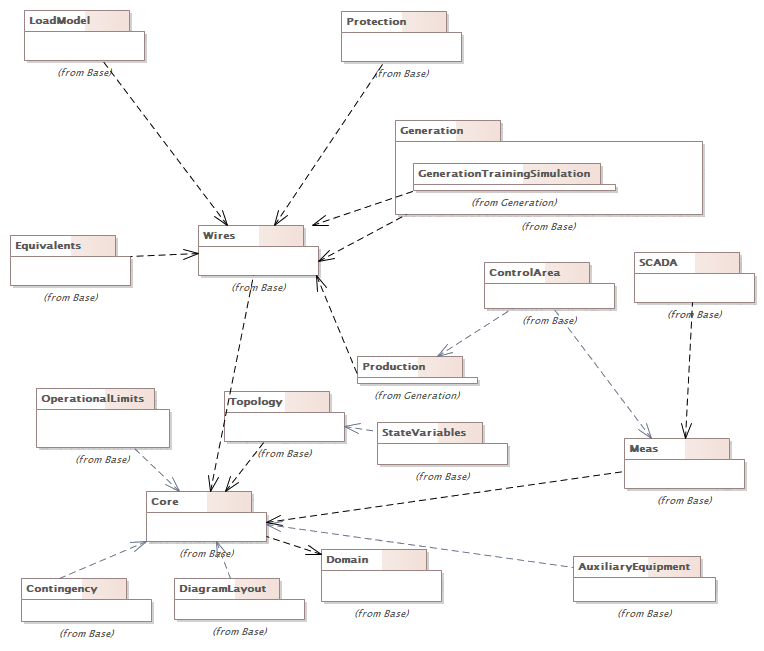 LoadModel
(from Base)
Protection
(from Base)
Generation
GenerationTrainingSimulation
(from Generation)
(from Base)
Wires
(from Base)
Equivalents
(from Base)
ControlArea
(from Base)
SCADA
(from Base)
Production
(from Generation)
OperationalLimits
(from Base)
Topology
(from Base)
StateVariables
(from Base)
Meas
(from Base)
Core
(from Base)
Domain
(from Base)
AuxiliaryEquipment
(from Base)
Contingency
(from Base)
DiagramLayout
(from Base)